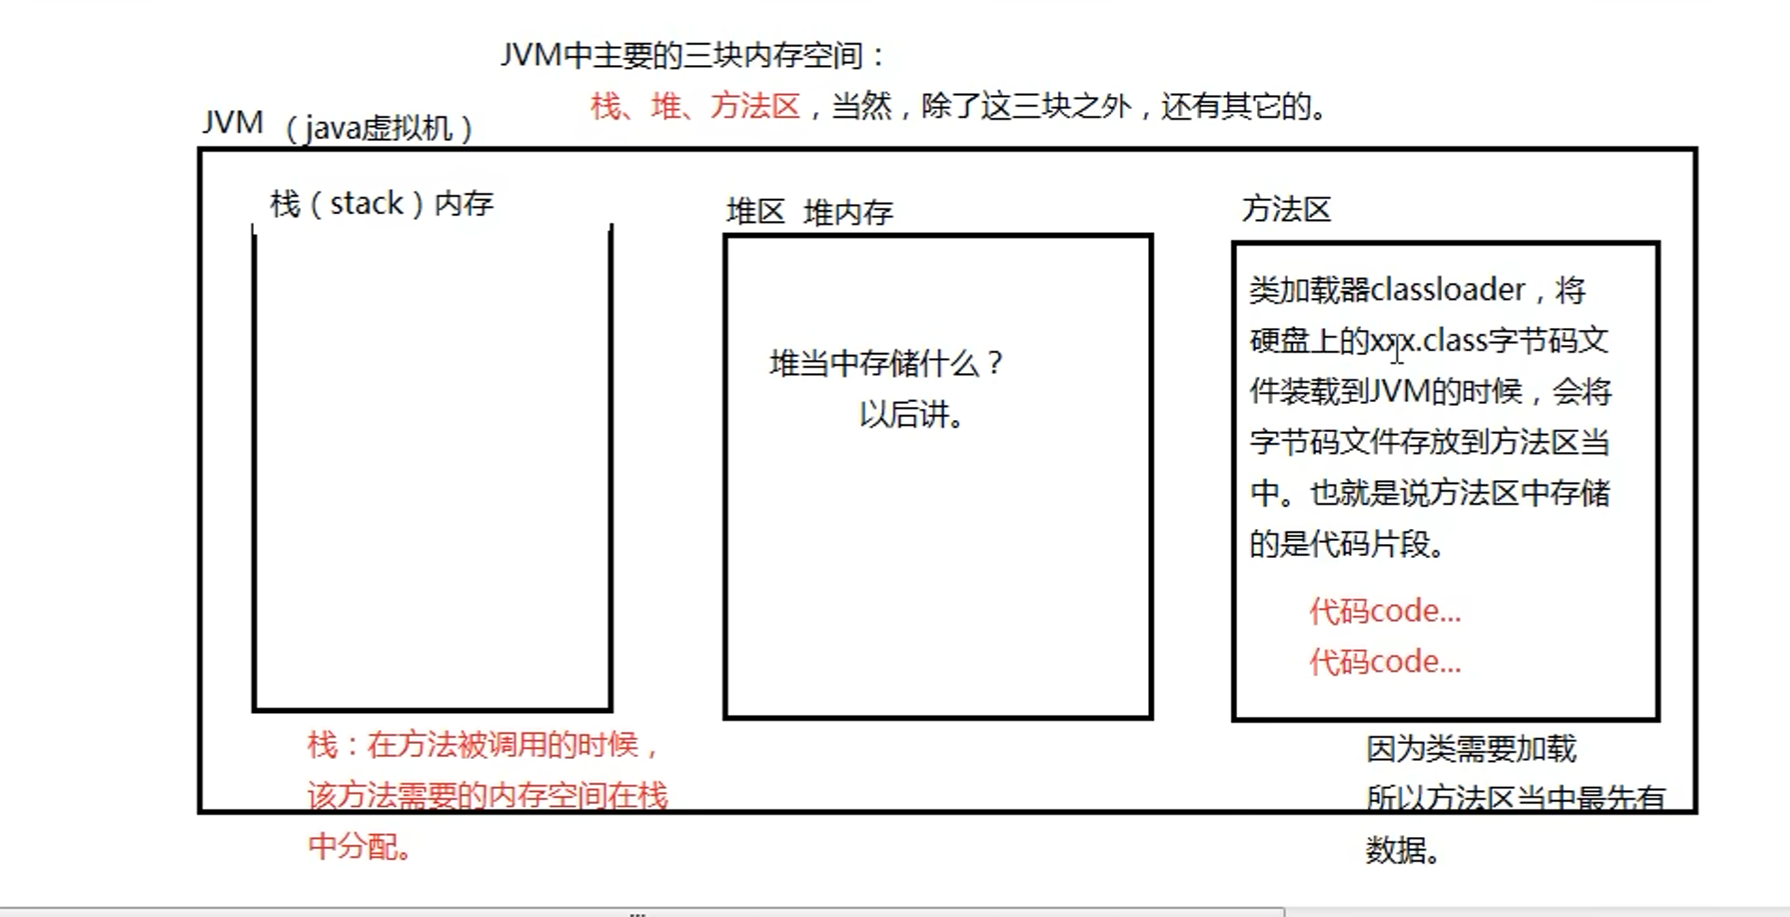 JVM中主要的三块内存空间：
栈、堆、方法区，当然，除了这三块之外，还有其它的。
JVM （java虚拟机）
栈（stack）内存
堆区 堆内存
方法区
堆当中存储什么？
以后讲。
类加载器classloader，将
硬盘上的xxx.class字节码文
件装载到JVM的时候，会将
字节码文件存放到方法区当
中。也就是说方法区中存储
的是代码片段。
代码code...
代码code...
栈：在方法被调用的时候，
该方法需要的内存空间在栈
中分配。
因为类需要加载
所以方法区当中最先有
数据。